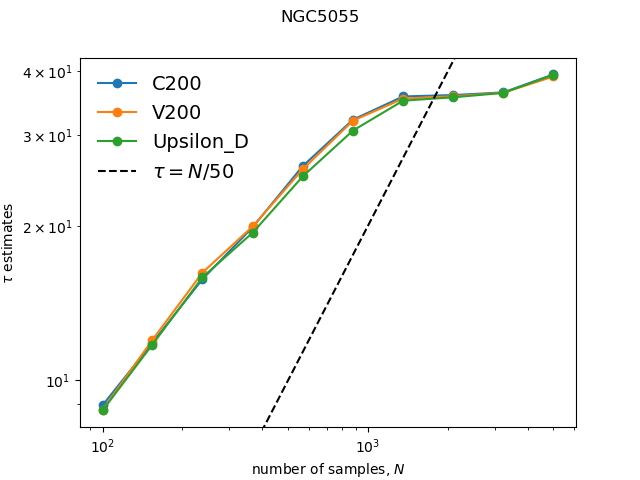 NGC5055
C200
V200
Upsilon_D
τ = N/50
τ estimates
4 × 10¹
3 × 10¹
2 × 10¹
10¹
10²
10³
number of samples, N